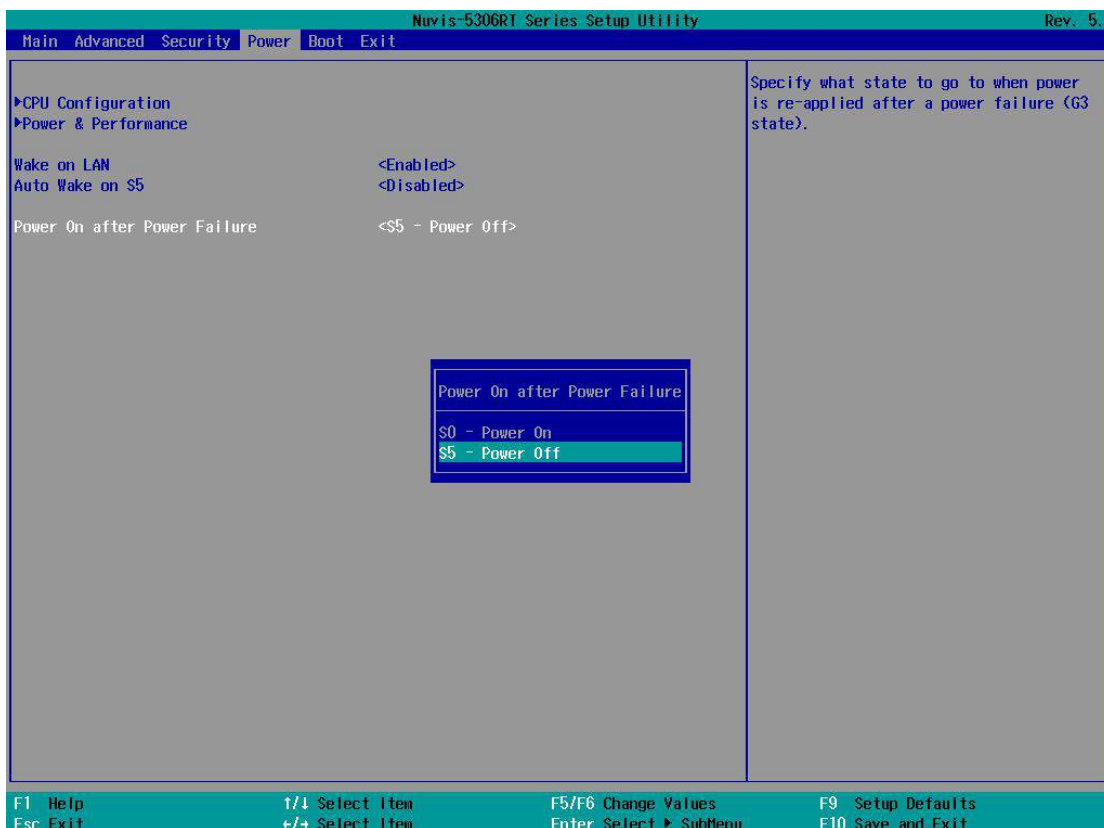 Nuvis-5306RT Series Setup Utility Rev. 5.
Main Advanced Security Power Boot Exit
Specify what state to go to when power
is re-applied after a power failure (G3
state).
▶CPU Configuration
▶Power & Performance
Wake on LAN <Enabled>
Auto Wake on S5 <Disabled>
Power On after Power Failure <S5 - Power Off>
Power On after Power Failure
S0 - Power On
S5 - Power Off
F1 Help ↑/↓ Select Item F5/F6 Change Values F9 Setup Defaults
Esc Exit ←/→ Select Item Enter Select ▶ SubMenu F10 Save and Exit